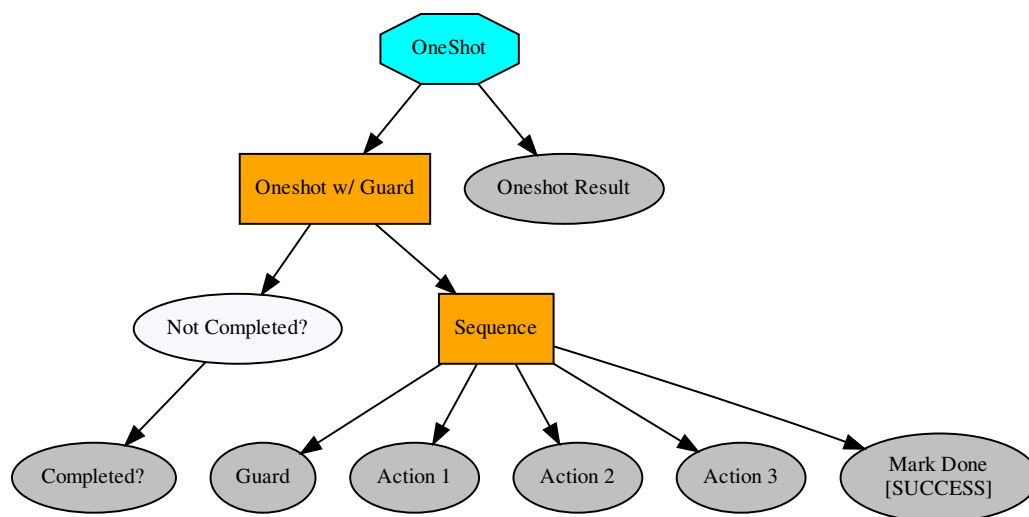 OneShot
Oneshot w/ Guard
Oneshot Result
Not Completed?
Sequence
Completed?
Guard
Action 1
Action 2
Action 3
Mark Done
[SUCCESS]